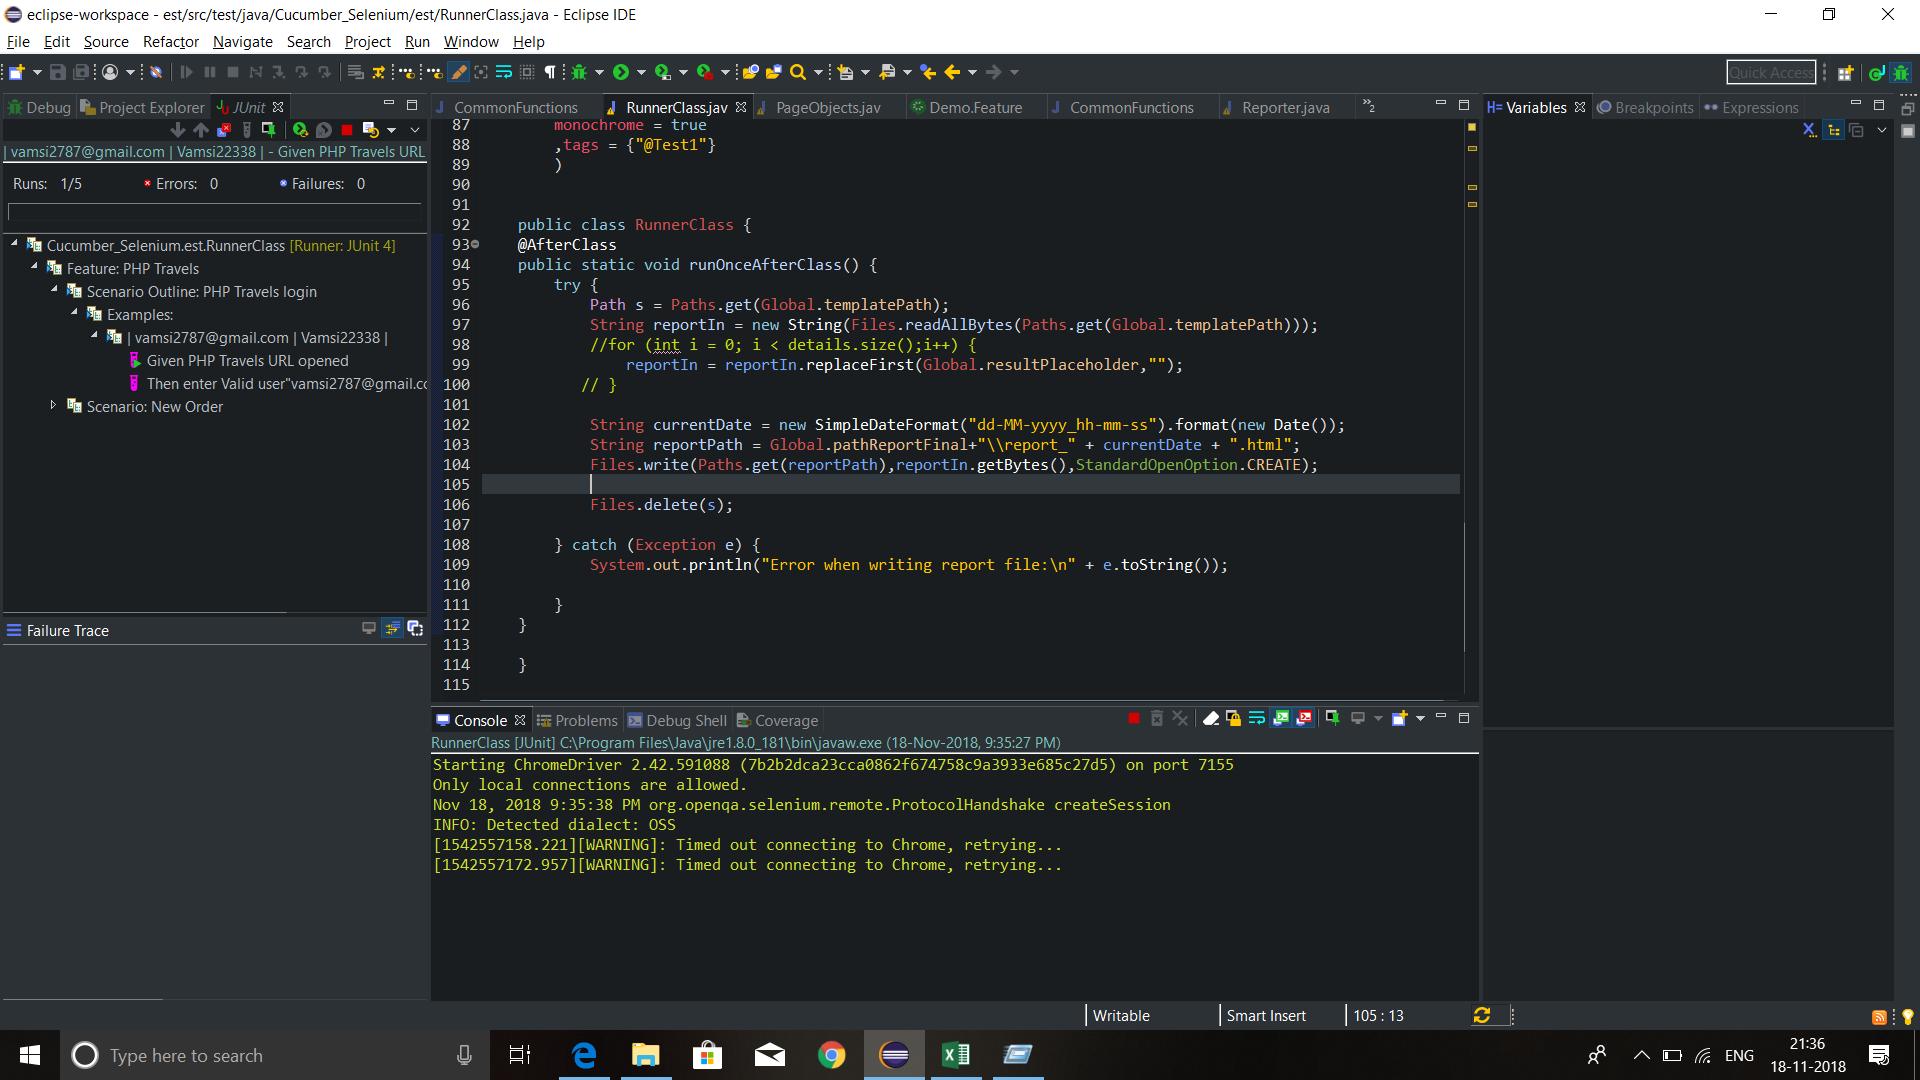 eclipse-workspace - est/src/test/java/Cucumber_Selenium/est/RunnerClass.java - Eclipse IDE
File Edit Source Refactor Navigate Search Project Run Window Help
Quick Access
Debug Project Explorer JUnit
CommonFunctions RunnerClass.jav PageObjects.jav Demo.Feature CommonFunctions Reporter.java »2
Variables Breakpoints Expressions
| vamsi2787@gmail.com | Vamsi22338 | - Given PHP Travels URL
Runs: 1/5 Errors: 0 Failures: 0
Cucumber_Selenium.est.RunnerClass [Runner: JUnit 4]
Feature: PHP Travels
Scenario Outline: PHP Travels login
Examples:
| vamsi2787@gmail.com | Vamsi22338 |
Given PHP Travels URL opened
Then enter Valid user"vamsi2787@gmail.co
Scenario: New Order
Failure Trace
87 monochrome = true
88 ,tags = {"@Test1"}
89 )
90
91
92 public class RunnerClass {
93 @AfterClass
94 public static void runOnceAfterClass() {
95 try {
96 Path s = Paths.get(Global.templatePath);
97 String reportIn = new String(Files.readAllBytes(Paths.get(Global.templatePath)));
98 //for (int i = 0; i < details.size();i++) {
99 reportIn = reportIn.replaceFirst(Global.resultPlaceholder,"");
100 // }
101
102 String currentDate = new SimpleDateFormat("dd-MM-yyyy_hh-mm-ss").format(new Date());
103 String reportPath = Global.pathReportFinal+"\\report_" + currentDate + ".html";
104 Files.write(Paths.get(reportPath),reportIn.getBytes(),StandardOpenOption.CREATE);
105
106 Files.delete(s);
107
108 } catch (Exception e) {
109 System.out.println("Error when writing report file:\n" + e.toString());
110
111 }
112 }
113
114 }
115
Console Problems Debug Shell Coverage
RunnerClass [JUnit] C:\Program Files\Java\jre1.8.0_181\bin\javaw.exe (18-Nov-2018, 9:35:27 PM)
Starting ChromeDriver 2.42.591088 (7b2b2dca23cca0862f674758c9a3933e685c27d5) on port 7155
Only local connections are allowed.
Nov 18, 2018 9:35:38 PM org.openqa.selenium.remote.ProtocolHandshake createSession
INFO: Detected dialect: OSS
[1542557158.221][WARNING]: Timed out connecting to Chrome, retrying...
[1542557172.957][WARNING]: Timed out connecting to Chrome, retrying...
Writable Smart Insert 105 : 13
Type here to search
ENG
21:36
18-11-2018